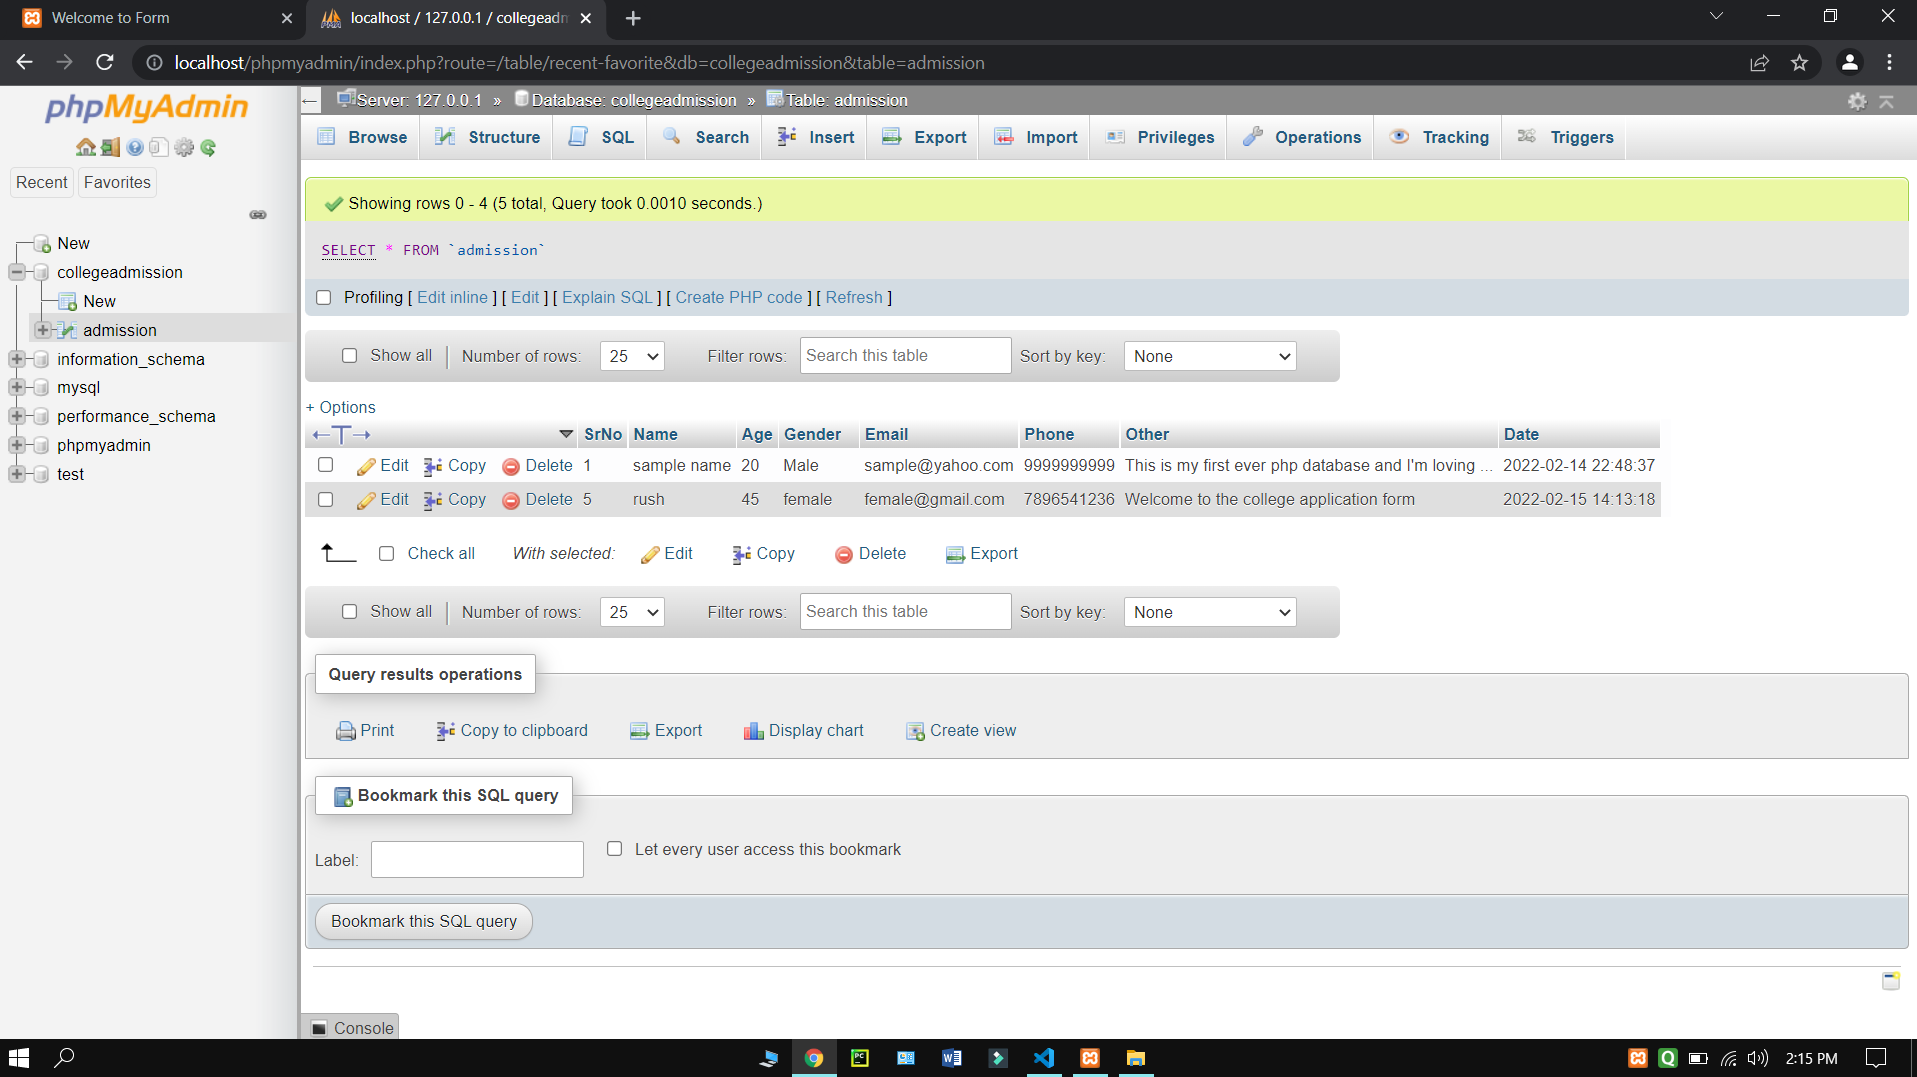 Welcome to Form
localhost / 127.0.0.1 / collegeadm
localhost/phpmyadmin/index.php?route=/table/recent-favorite&db=collegeadmission&table=admission
phpMyAdmin
Recent Favorites
New
collegeadmission
New
admission
information_schema
mysql
performance_schema
phpmyadmin
test
Server: 127.0.0.1 » Database: collegeadmission » Table: admission
Browse Structure SQL Search Insert Export Import Privileges Operations Tracking Triggers
Showing rows 0 - 4 (5 total, Query took 0.0010 seconds.)
SELECT * FROM `admission`
Profiling [ Edit inline ] [ Edit ] [ Explain SQL ] [ Create PHP code ] [ Refresh ]
Show all Number of rows: 25 Filter rows: Search this table Sort by key: None
+ Options
←T→ SrNo Name Age Gender Email Phone Other Date
Edit Copy Delete 1 sample name 20 Male sample@yahoo.com 9999999999 This is my first ever php database and I'm loving ... 2022-02-14 22:48:37
Edit Copy Delete 5 rush 45 female female@gmail.com 7896541236 Welcome to the college application form 2022-02-15 14:13:18
Check all With selected: Edit Copy Delete Export
Show all Number of rows: 25 Filter rows: Search this table Sort by key: None
Query results operations
Print Copy to clipboard Export Display chart Create view
Bookmark this SQL query
Label: Let every user access this bookmark
Bookmark this SQL query
Console
2:15 PM